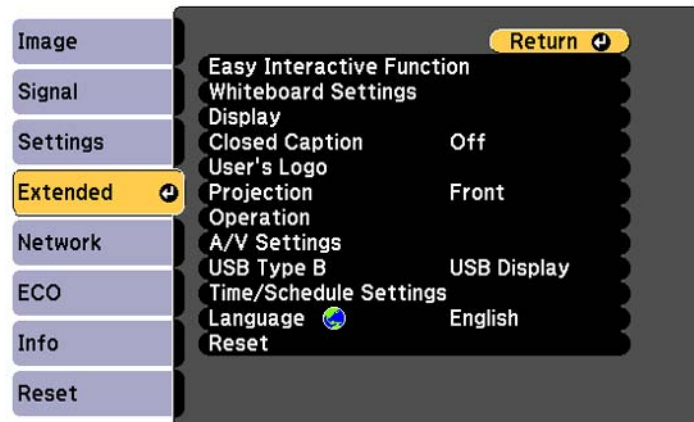 Image
Signal
Settings
Extended
Network
ECO
Info
Reset
Return
Easy Interactive Function
Whiteboard Settings
Display
Closed Caption Off
User's Logo
Projection Front
Operation
A/V Settings
USB Type B USB Display
Time/Schedule Settings
Language English
Reset